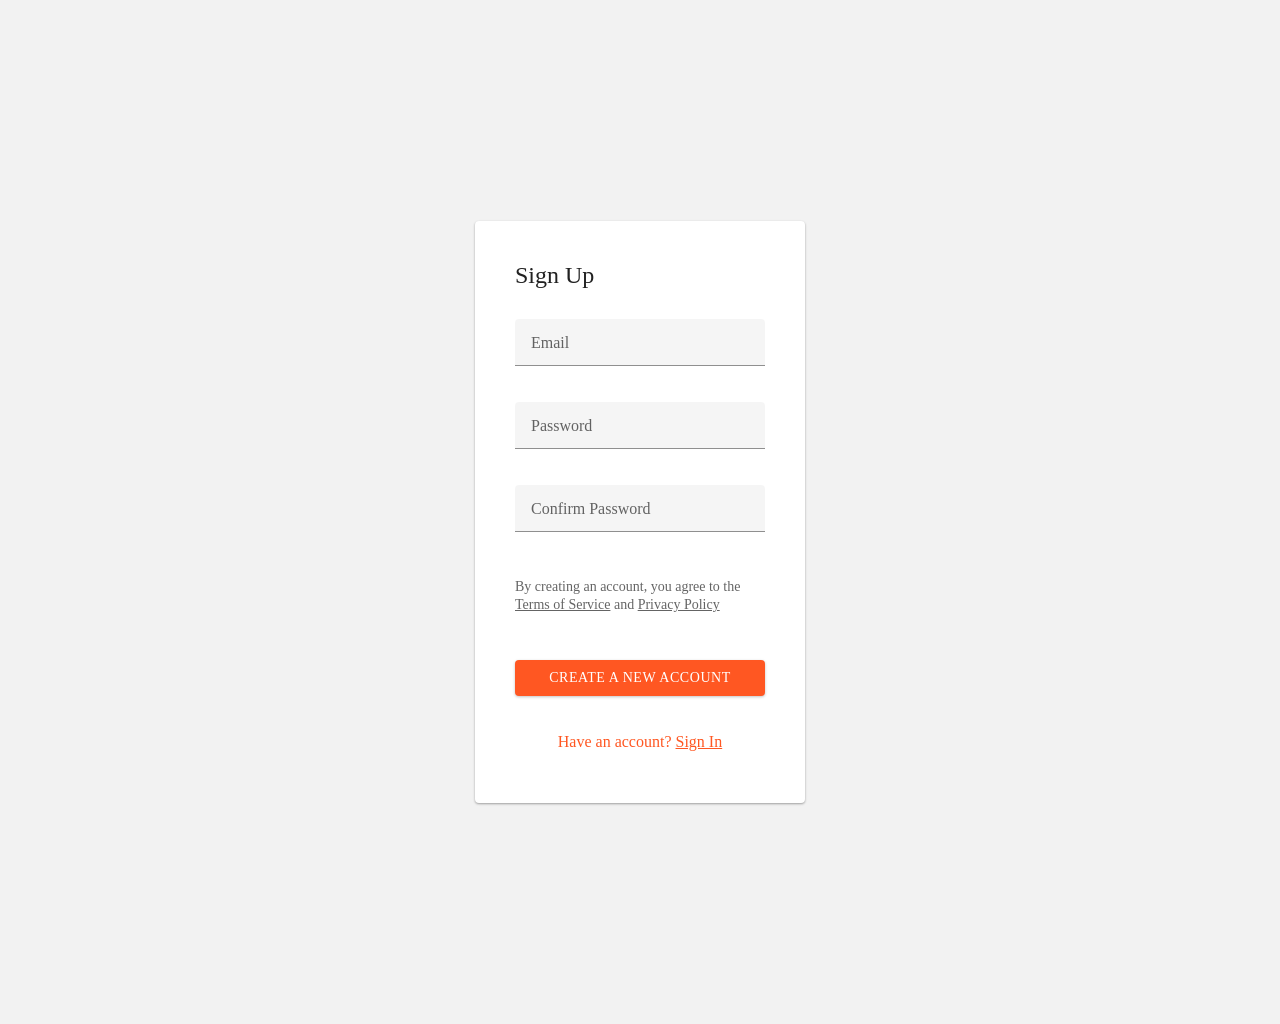 Sign Up
Email
Password
Confirm Password
By creating an account, you agree to the
Terms of Service and Privacy Policy
CREATE A NEW ACCOUNT
Have an account? Sign In